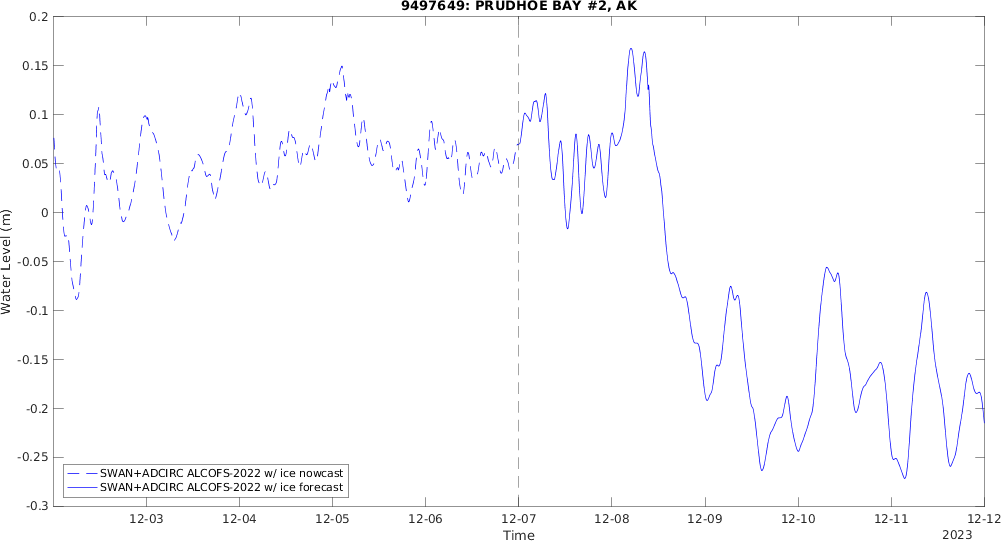 9497649: PRUDHOE BAY #2, AK
0.2
0.15
0.1
0.05
0
-0.05
-0.1
-0.15
-0.2
-0.25
-0.3
Water Level (m)
SWAN+ADCIRC ALCOFS-2022 w/ ice nowcast
SWAN+ADCIRC ALCOFS-2022 w/ ice forecast
12-03 12-04 12-05 12-06 12-07 12-08 12-09 12-10 12-11 12-12
Time
2023